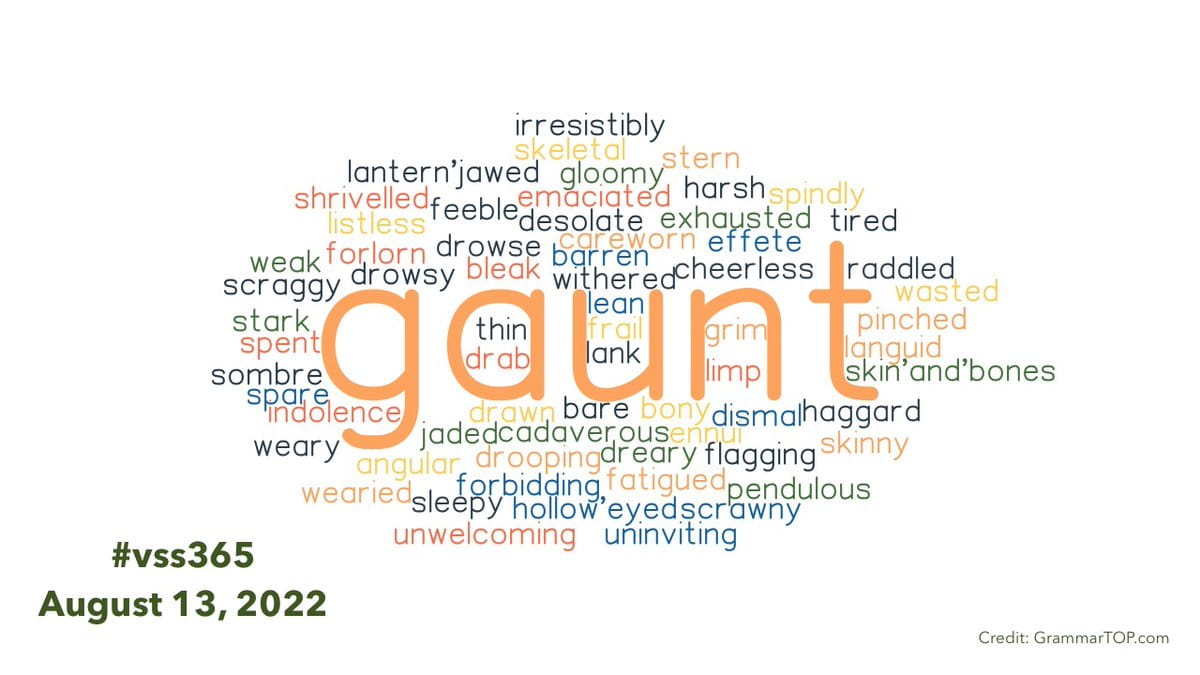 irresistibly
skeletal stern
lantern'jawed gloomy
shrivelled emaciated harsh spindly
listless feeble desolate exhausted tired
forlorn drowse careworn effete
weak drowsy bleak barren cheerless raddled
scraggy withered wasted
gaunt
lean
stark thin frail grim pinched
spent drab lank languid
sombre limp skin'and'bones
spare
indolence drawn bare bony dismal haggard
weary jaded cadaverous ennui skinny
angular drooping dreary flagging
wearied forbidding fatigued pendulous
sleepy hollow'eyed scrawny
unwelcoming uninviting
#vss365
August 13, 2022
Credit: GrammarTOP.com